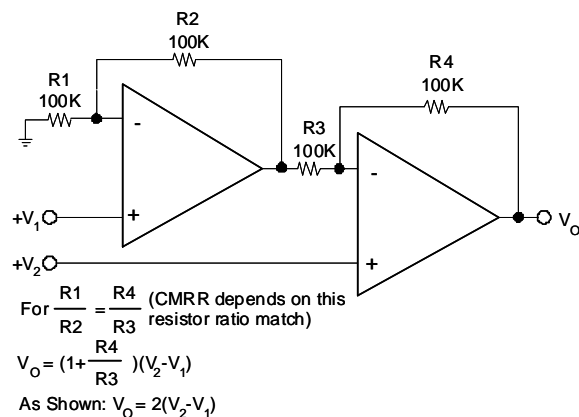 R2
100K
R4
100K
R1
100K
R3
100K
-
+
-
+
+V1
+V2
VO
For R1/R2 = R4/R3 (CMRR depends on this
resistor ratio match)
VO = (1+ R4/R3 )(V2-V1)
As Shown: VO = 2(V2-V1)